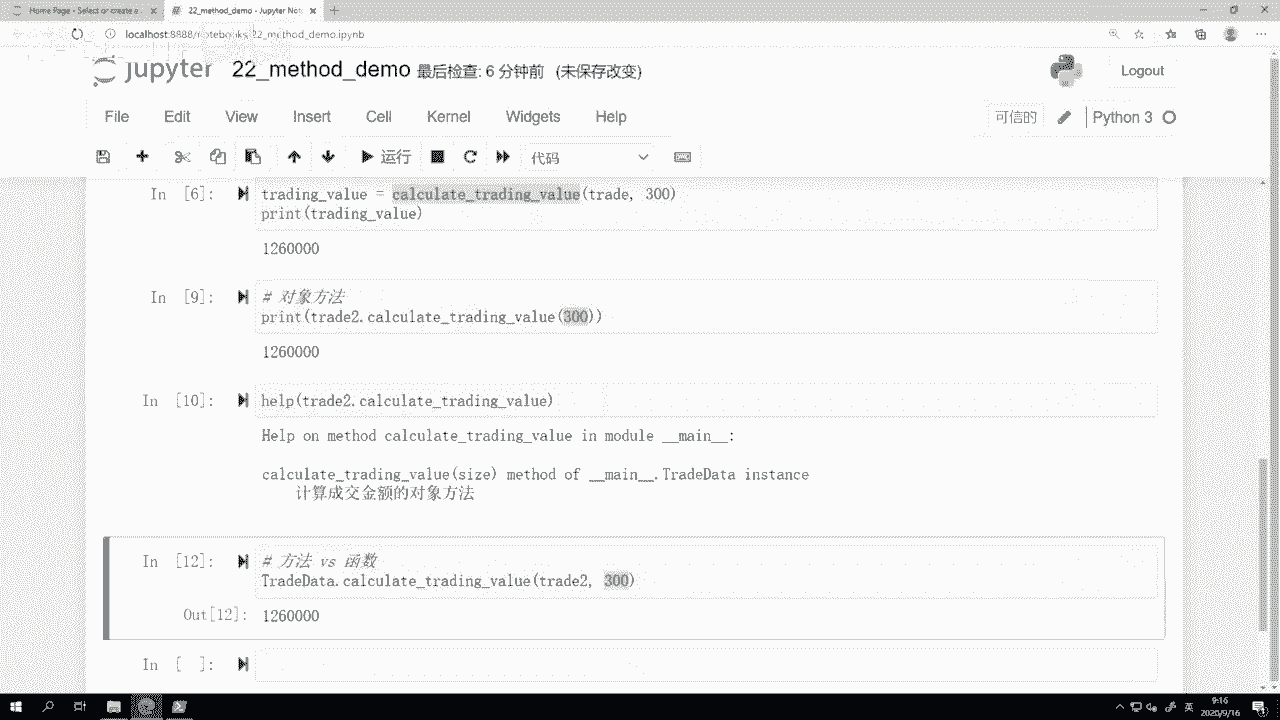 Home Page - Select or create a
22_method_demo - Jupyter Not
localhost:8888/notebooks/22_method_demo.ipynb
jupyter 22_method_demo 最后检查: 6 分钟前 (未保存改变)
Logout
File Edit View Insert Cell Kernel Widgets Help
可信的 Python 3
运行 代码
In [6]: trading_value = calculate_trading_value(trade, 300)
print(trading_value)
1260000
In [9]: # 对象方法
print(trade2.calculate_trading_value(300))
1260000
In [10]: help(trade2.calculate_trading_value)
Help on method calculate_trading_value in module __main__:
calculate_trading_value(size) method of __main__.TradeData instance
计算成交金额的对象方法
In [12]: # 方法 vs 函数
TradeData.calculate_trading_value(trade2, 300)
Out[12]: 1260000
In [ ]:
英
9:16
2020/9/16